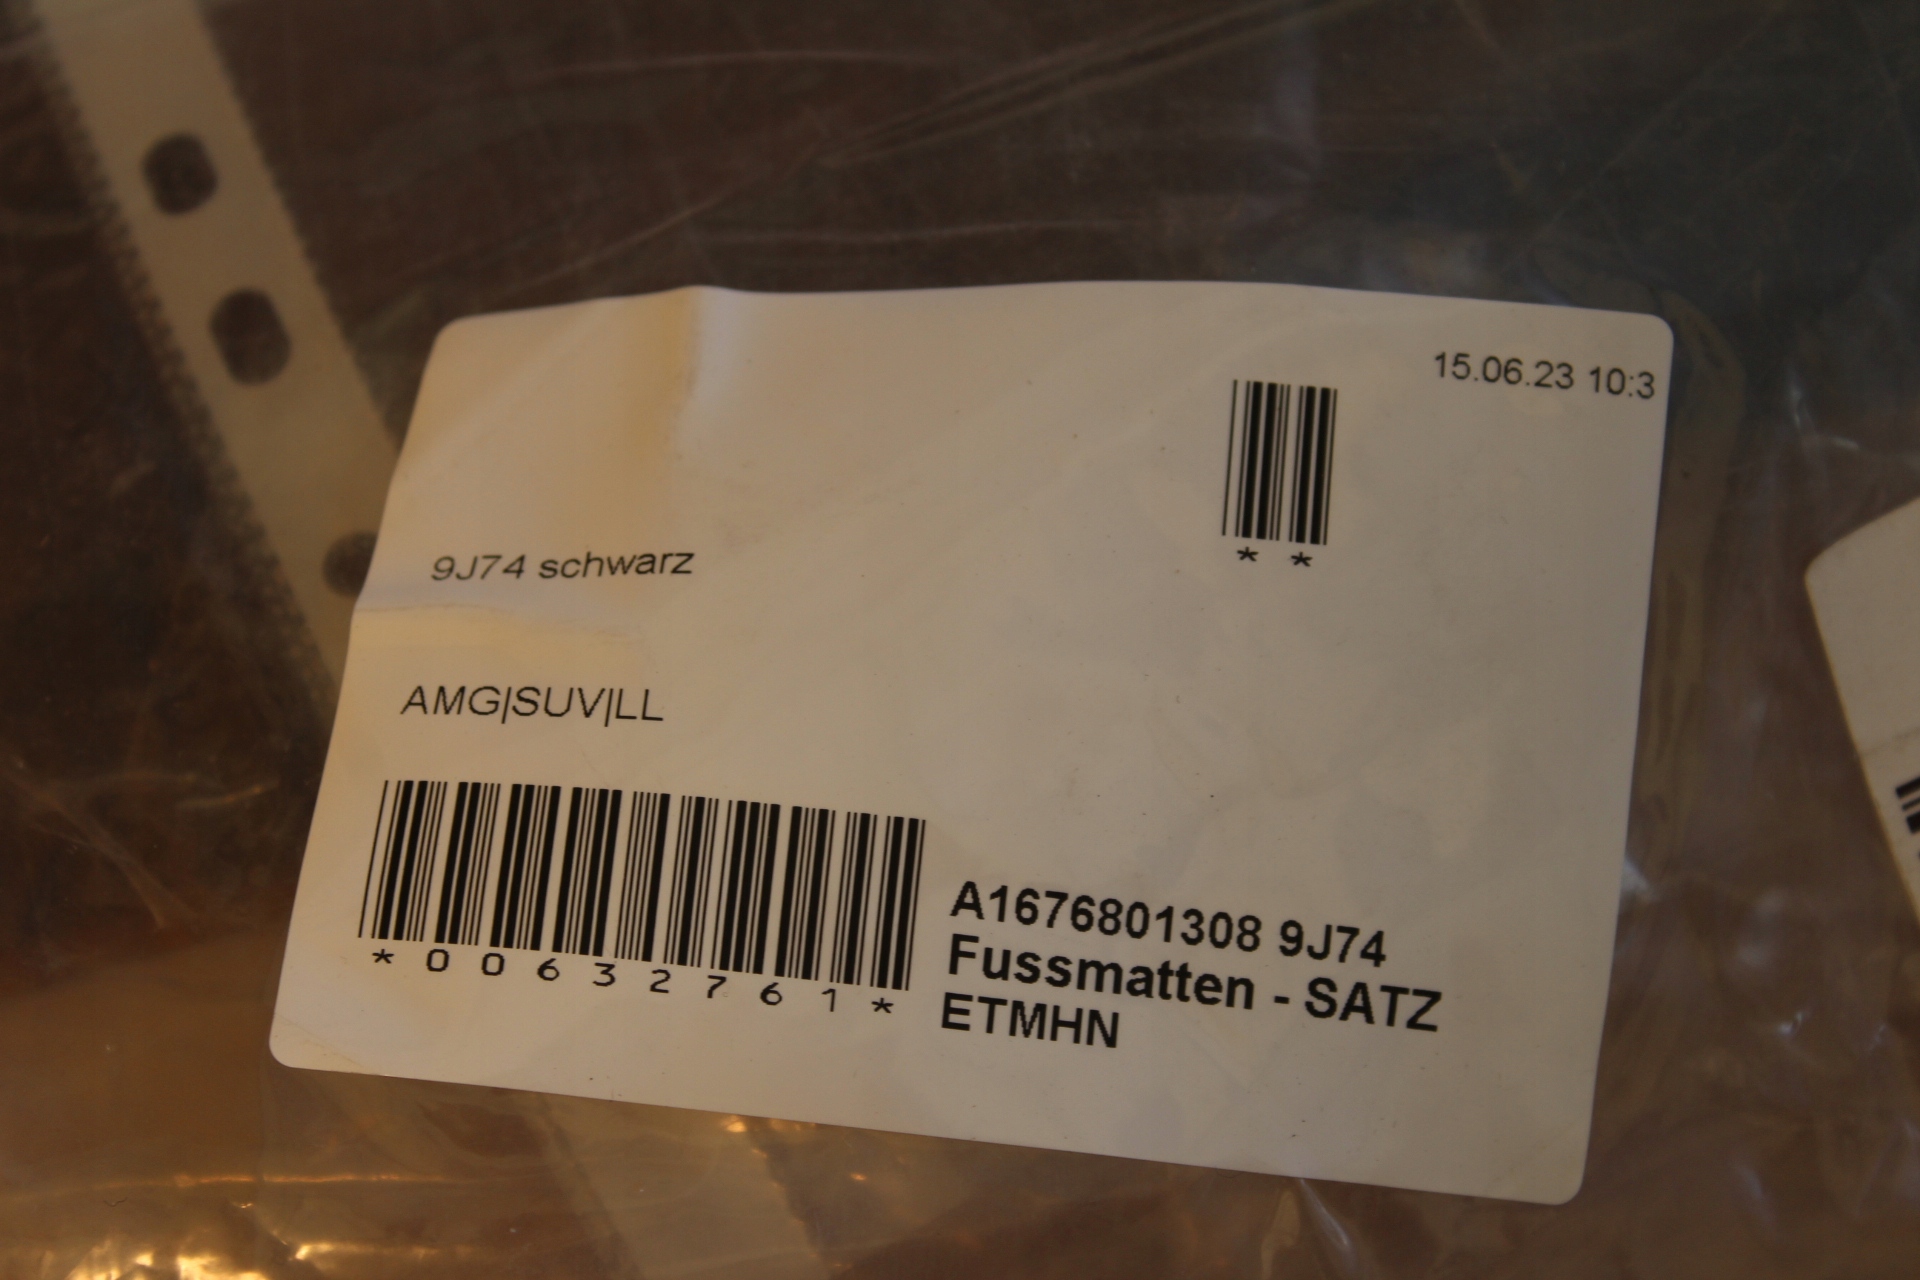 15.06.23 10:3
* *
9J74 schwarz
AMG|SUV|LL
*00632761*
A1676801308 9J74
Fussmatten - SATZ
ETMHN